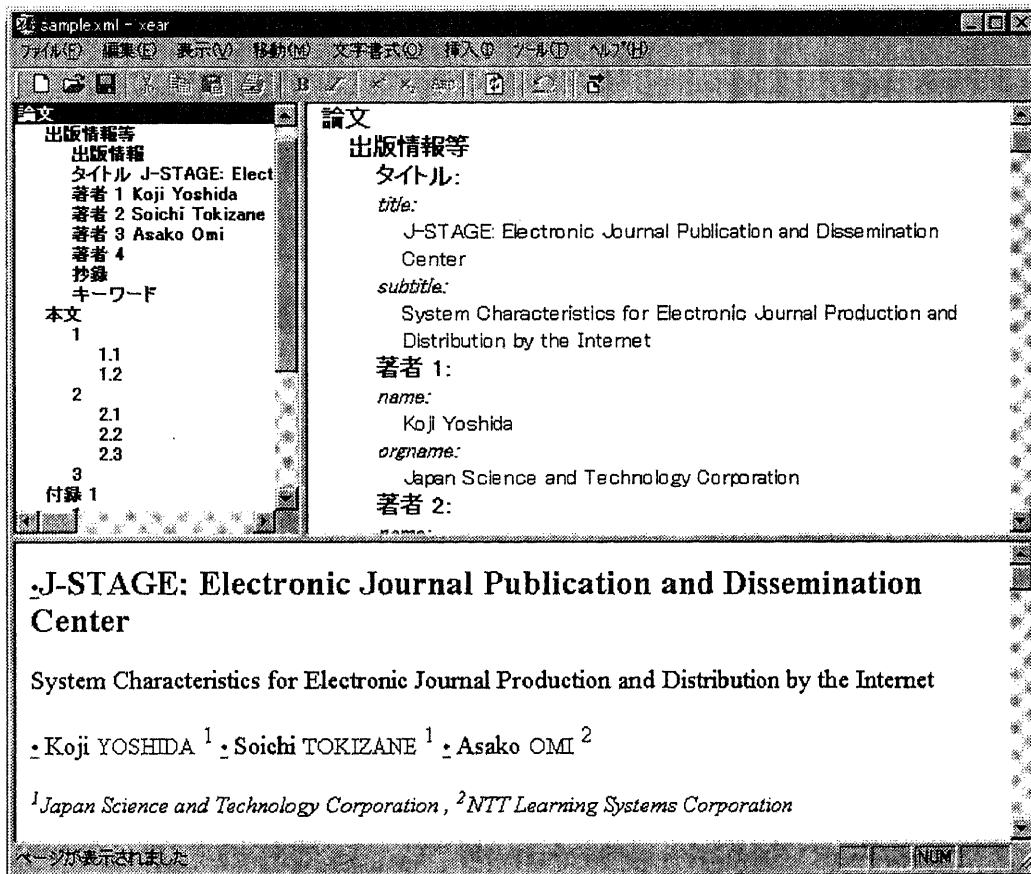 sample.xml - xear
ファイル(F) 編集(E) 表示(V) 移動(M) 文字書式(O) 挿入(I) ツール(T) ヘルプ(H)
B
論文
出版情報等
出版情報
タイトル J-STAGE: Elect
著者 1 Koji Yoshida
著者 2 Soichi Tokizane
著者 3 Asako Omi
著者 4
抄録
キーワード
本文
1
1.1
1.2
2
2.1
2.2
2.3
3
付録 1
論文
出版情報等
タイトル:
title:
J-STAGE: Electronic Journal Publication and Dissemination
Center
subtitle:
System Characteristics for Electronic Journal Production and
Distribution by the Internet
著者 1:
name:
Koji Yoshida
orgname:
Japan Science and Technology Corporation
著者 2:
name:
•J-STAGE: Electronic Journal Publication and Dissemination
Center
System Characteristics for Electronic Journal Production and Distribution by the Internet
• Koji YOSHIDA 1 • Soichi TOKIZANE 1 • Asako OMI 2
1 Japan Science and Technology Corporation , 2 NTT Learning Systems Corporation
ページが表示されました
NUM